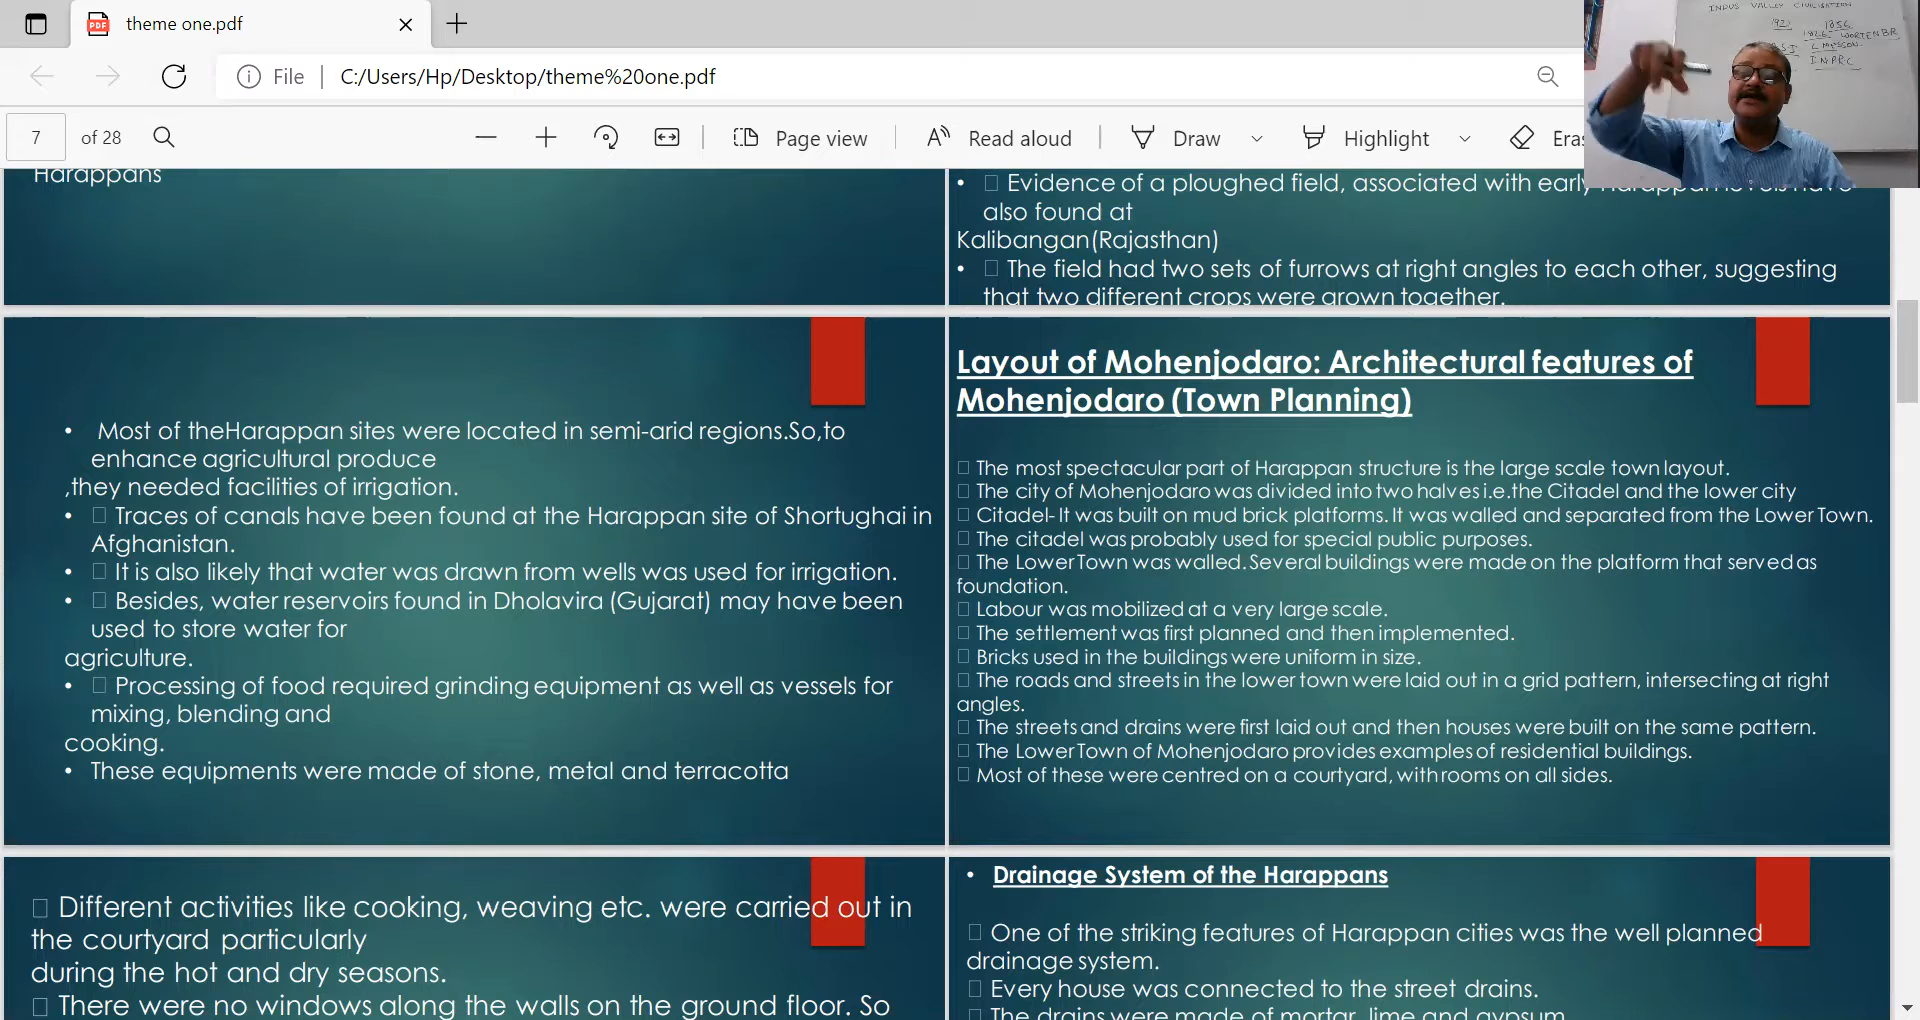 theme one.pdf
File
C:/Users/Hp/Desktop/theme%20one.pdf
7
of 28
Page view
Read aloud
Draw
Highlight
Eras
INDUS VALLEY CIVILISATION
1856
INPRC
Harappans
• Evidence of a ploughed field, associated with early
also found at
Kalibangan(Rajasthan)
• The field had two sets of furrows at right angles to each other, suggesting
that two different crops were grown together.
• Most of theHarappan sites were located in semi-arid regions.So,to
enhance agricultural produce
,they needed facilities of irrigation.
• Traces of canals have been found at the Harappan site of Shortughai in
Afghanistan.
• It is also likely that water was drawn from wells was used for irrigation.
• Besides, water reservoirs found in Dholavira (Gujarat) may have been
used to store water for
agriculture.
• Processing of food required grinding equipment as well as vessels for
mixing, blending and
cooking.
• These equipments were made of stone, metal and terracotta
Layout of Mohenjodaro: Architectural features of
Mohenjodaro (Town Planning)
The most spectacular part of Harappan structure is the large scale town layout.
The city of Mohenjodaro was divided into two halves i.e.the Citadel and the lower city
Citadel- It was built on mud brick platforms. It was walled and separated from the Lower Town.
The citadel was probably used for special public purposes.
The Lower Town was walled. Several buildings were made on the platform that served as
foundation.
Labour was mobilized at a very large scale.
The settlement was first planned and then implemented.
Bricks used in the buildings were uniform in size.
The roads and streets in the lower town were laid out in a grid pattern, intersecting at right
angles.
The streets and drains were first laid out and then houses were built on the same pattern.
The Lower Town of Mohenjodaro provides examples of residential buildings.
Most of these were centred on a courtyard, with rooms on all sides.
Different activities like cooking, weaving etc. were carried out in
the courtyard particularly
during the hot and dry seasons.
There were no windows along the walls on the ground floor. So
• Drainage System of the Harappans
One of the striking features of Harappan cities was the well planned
drainage system.
Every house was connected to the street drains.
The drains were made of mortar, lime and gypsum.